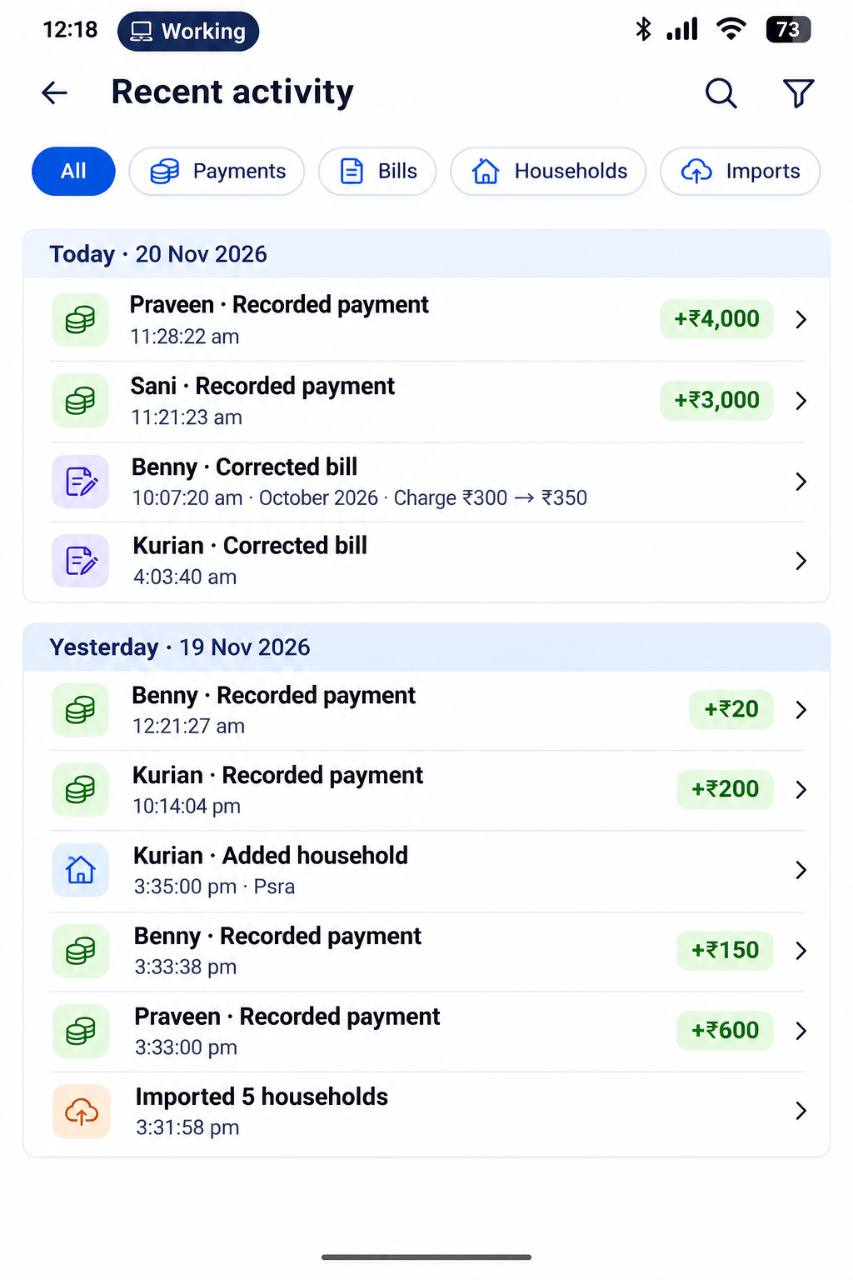 12:18 Working 73
Recent activity
All Payments Bills Households Imports
Today · 20 Nov 2026
Praveen · Recorded payment
+₹4,000
11:28:22 am
Sani · Recorded payment
+₹3,000
11:21:23 am
Benny · Corrected bill
10:07:20 am · October 2026 · Charge ₹300 → ₹350
Kurian · Corrected bill
4:03:40 am
Yesterday · 19 Nov 2026
Benny · Recorded payment
+₹20
12:21:27 am
Kurian · Recorded payment
+₹200
10:14:04 pm
Kurian · Added household
3:35:00 pm · Psra
Benny · Recorded payment
+₹150
3:33:38 pm
Praveen · Recorded payment
+₹600
3:33:00 pm
Imported 5 households
3:31:58 pm